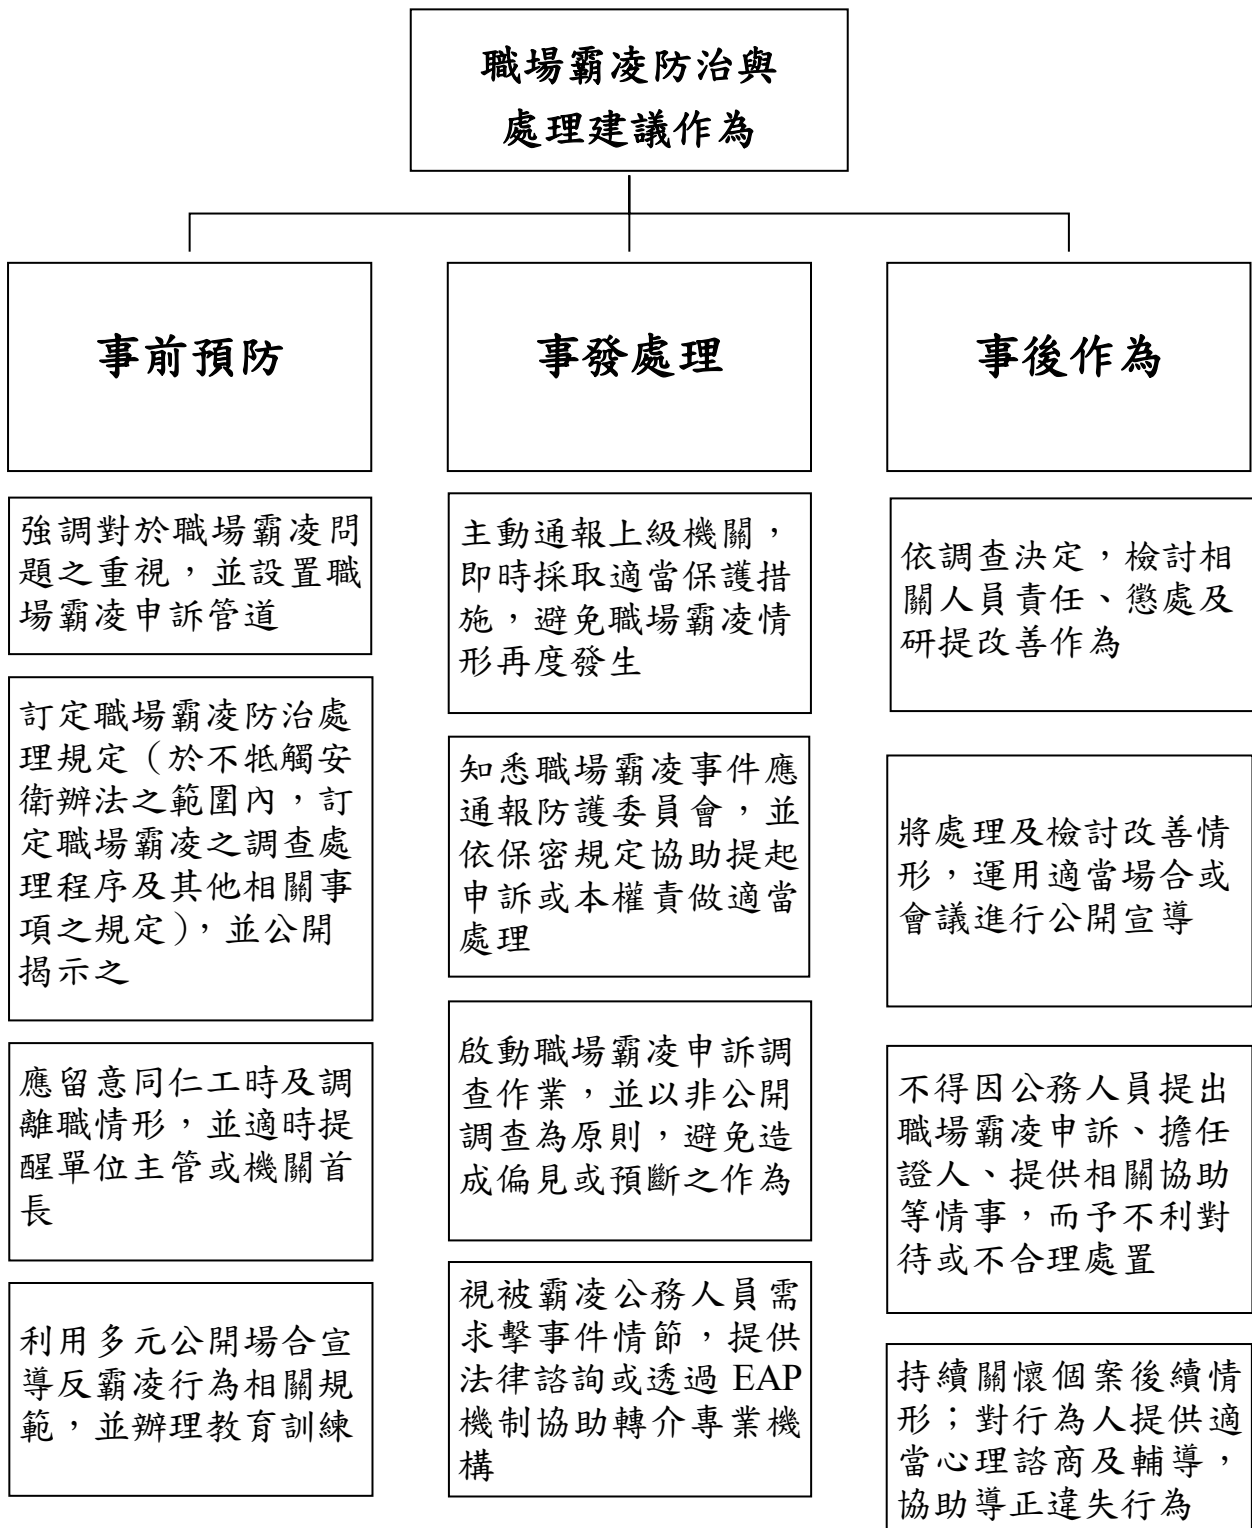 職場霸凌防治與
處理建議作為
事前預防
強調對於職場霸凌問
題之重視，並設置職
場霸凌申訴管道
訂定職場霸凌防治處
理規定（於不牴觸安
衛辦法之範圍內，訂
定職場霸凌之調查處
理程序及其他相關事
項之規定），並公開
揭示之
應留意同仁工時及調
離職情形，並適時提
醒單位主管或機關首
長
利用多元公開場合宣
導反霸凌行為相關規
範，並辦理教育訓練
事發處理
主動通報上級機關，
即時採取適當保護措
施，避免職場霸凌情
形再度發生
知悉職場霸凌事件應
通報防護委員會，並
依保密規定協助提起
申訴或本權責做適當
處理
啟動職場霸凌申訴調
查作業，並以非公開
調查為原則，避免造
成偏見或預斷之作為
視被霸凌公務人員需
求擊事件情節，提供
法律諮詢或透過 EAP
機制協助轉介專業機
構
事後作為
依調查決定，檢討相
關人員責任、懲處及
研提改善作為
將處理及檢討改善情
形，運用適當場合或
會議進行公開宣導
不得因公務人員提出
職場霸凌申訴、擔任
證人、提供相關協助
等情事，而予不利對
待或不合理處置
持續關懷個案後續情
形；對行為人提供適
當心理諮商及輔導，
協助導正違失行為